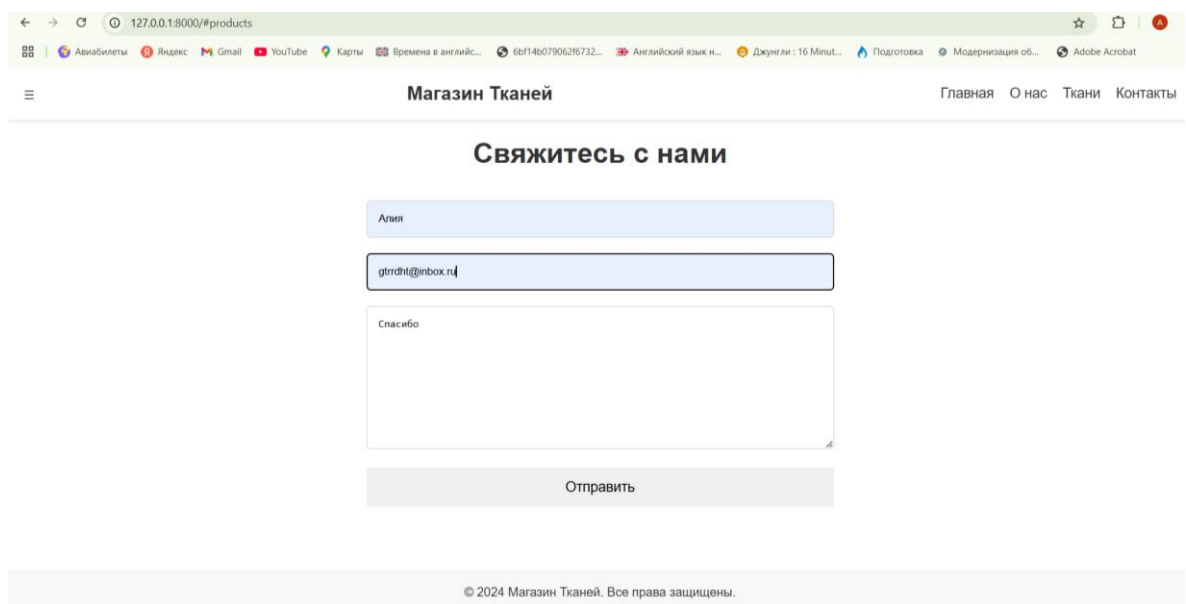 127.0.0.1:8000/#products
Авиабилеты Яндекс Gmail YouTube Карты Времена в английс... 6bf14b079062f6732... Английский язык н... Джунгли : 16 Minut... Подготовка Модернизация об... Adobe Acrobat
Магазин Тканей Главная О нас Ткани Контакты
Свяжитесь с нами
Алия
gtrrdht@inbox.ru
Спасибо
Отправить
© 2024 Магазин Тканей. Все права защищены.